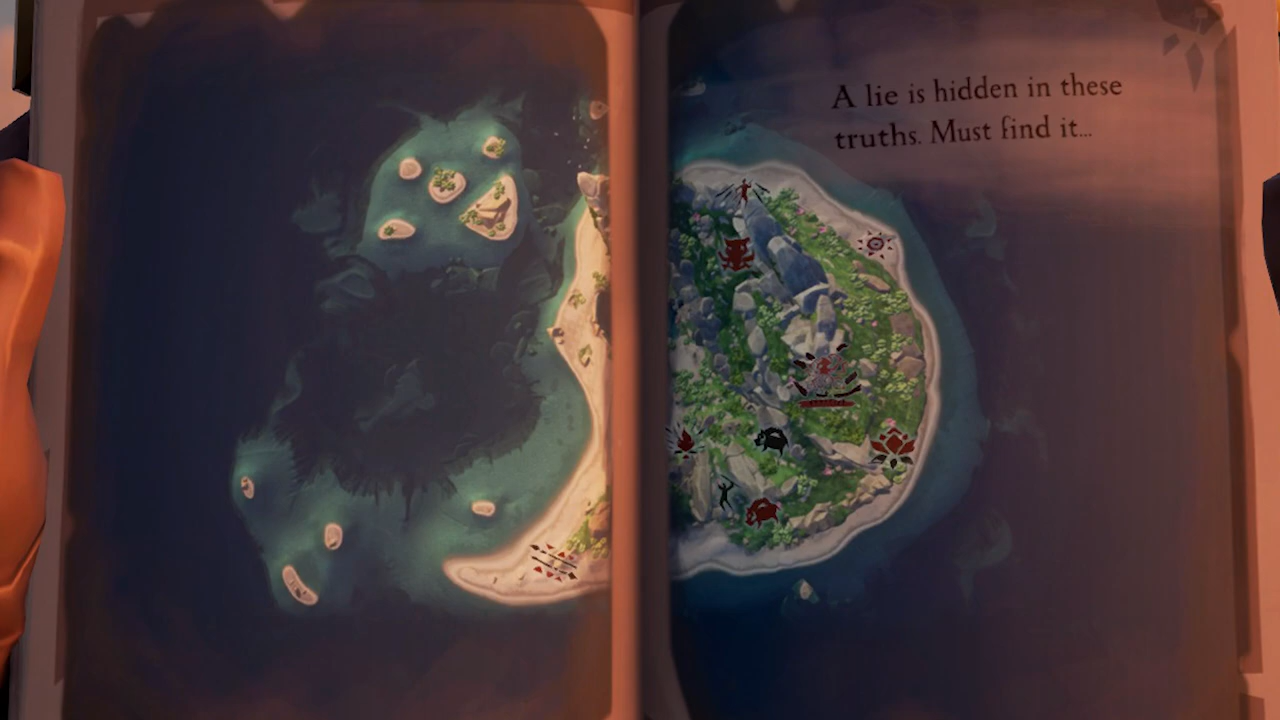 A lie is hidden in these
truths. Must find it...